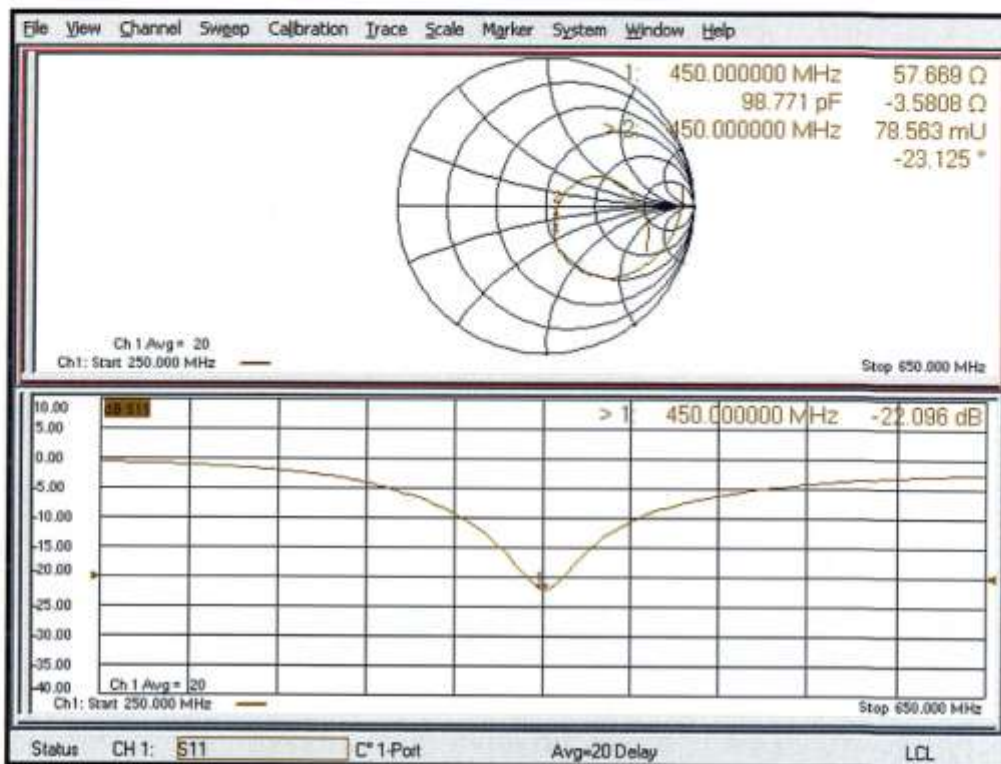 File View Channel Sweep Calibration Trace Scale Marker System Window Help
1: 450.000000 MHz 57.669 Ω
98.771 pF -3.5808 Ω
> 2: 450.000000 MHz 78.563 mU
-23.125 °
Ch 1 Avg = 20
Ch1: Start 250.000 MHz
Stop 650.000 MHz
10.00
5.00
0.00
-5.00
-10.00
-15.00
-20.00
-25.00
-30.00
-35.00
-40.00
dB S11
> 1: 450.000000 MHz -22.096 dB
Ch 1 Avg = 20
Ch1: Start 250.000 MHz
Stop 650.000 MHz
Status CH 1: S11 C* 1-Port Avg=20 Delay LCL